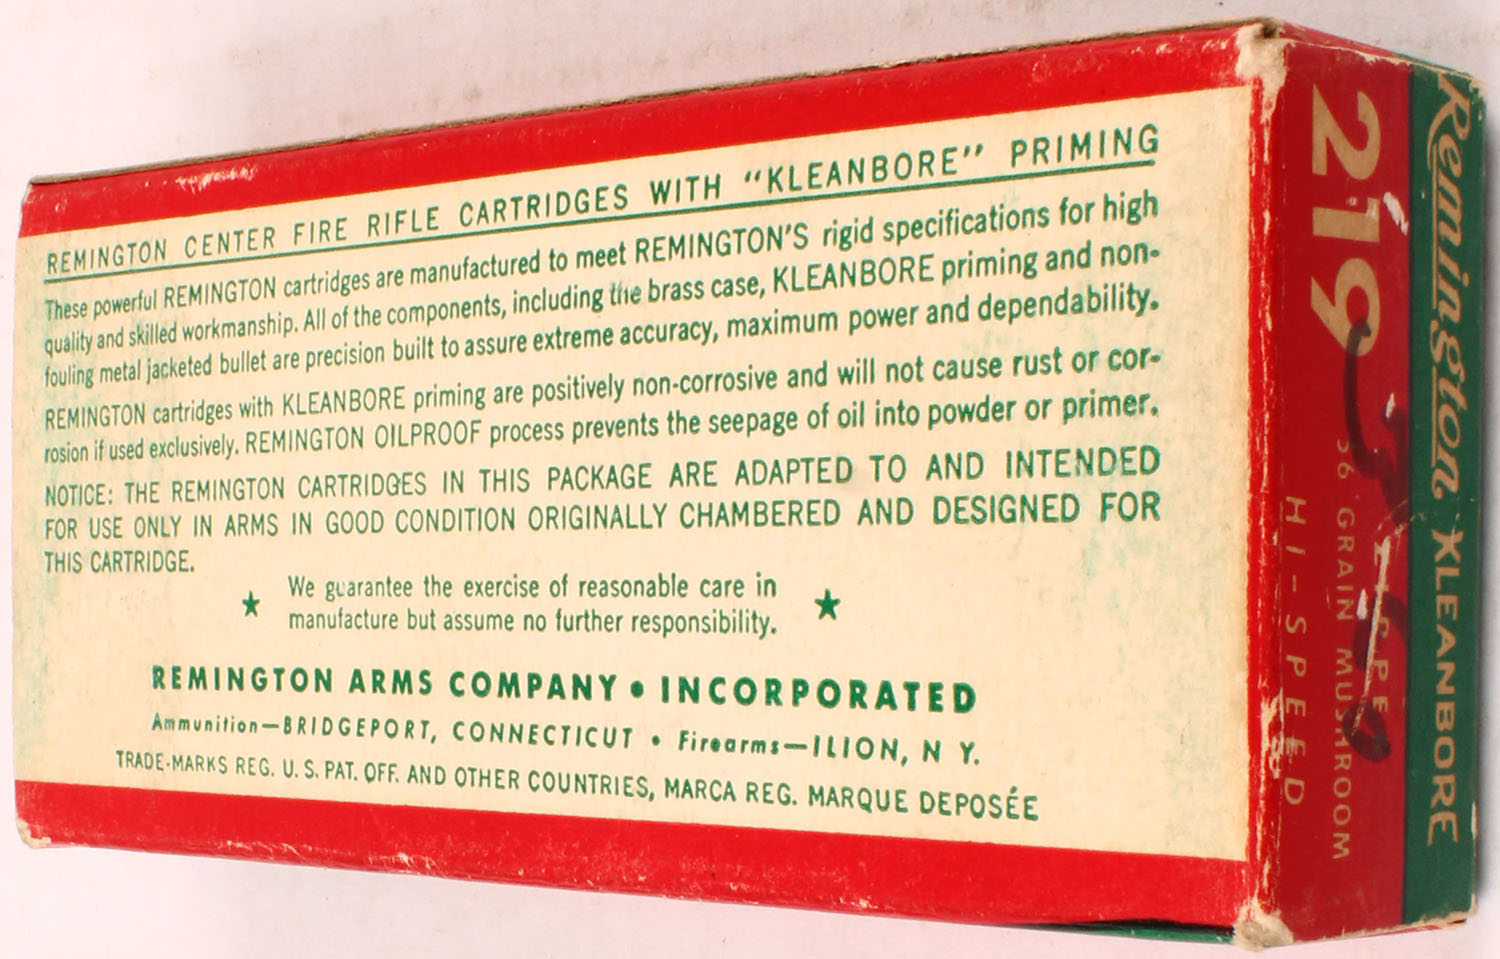 REMINGTON CENTER FIRE RIFLE CARTRIDGES WITH "KLEANBORE" PRIMING
These powerful REMINGTON cartridges are manufactured to meet REMINGTON'S rigid specifications for high
quality and skilled workmanship. All of the components, including the brass case, KLEANBORE priming and non-
fouling metal jacketed bullet are precision built to assure extreme accuracy, maximum power and dependability.
REMINGTON cartridges with KLEANBORE priming are positively non-corrosive and will not cause rust or cor-
rosion if used exclusively. REMINGTON OILPROOF process prevents the seepage of oil into powder or primer.
NOTICE: THE REMINGTON CARTRIDGES IN THIS PACKAGE ARE ADAPTED TO AND INTENDED
FOR USE ONLY IN ARMS IN GOOD CONDITION ORIGINALLY CHAMBERED AND DESIGNED FOR
THIS CARTRIDGE.
★ We guarantee the exercise of reasonable care in ★
manufacture but assume no further responsibility.
REMINGTON ARMS COMPANY • INCORPORATED
Ammunition—BRIDGEPORT, CONNECTICUT • Firearms—ILION, N Y.
TRADE-MARKS REG. U. S. PAT. OFF. AND OTHER COUNTRIES, MARCA REG. MARQUE DEPOSÉE
Remington KLEANBORE
219
56 GRAIN MUSHROOM
HI-SPEED